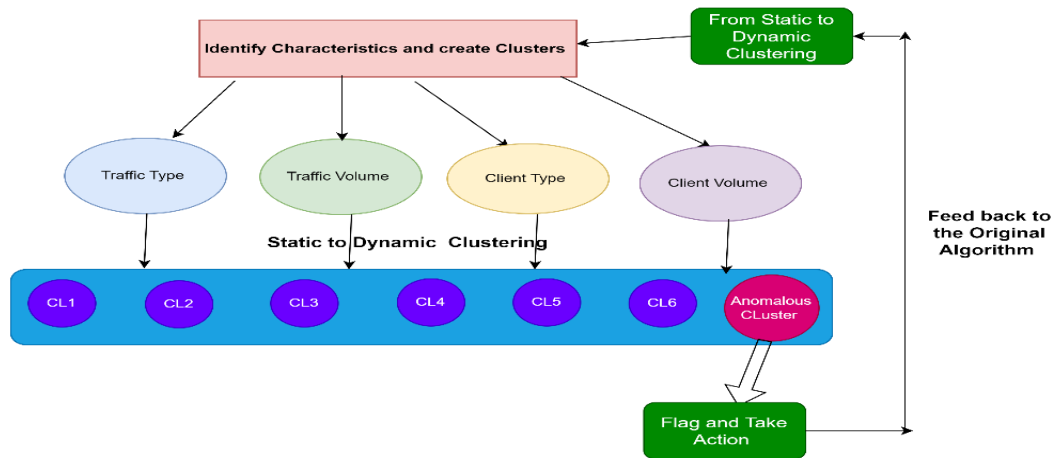 From Static to
Dynamic
Clustering
Identify Characteristics and create Clusters
Traffic Type
Traffic Volume
Client Type
Client Volume
Feed back to
the Original
Algorithm
Static to Dynamic Clustering
CL1
CL2
CL3
CL4
CL5
CL6
Anomalous
CLuster
Flag and Take
Action